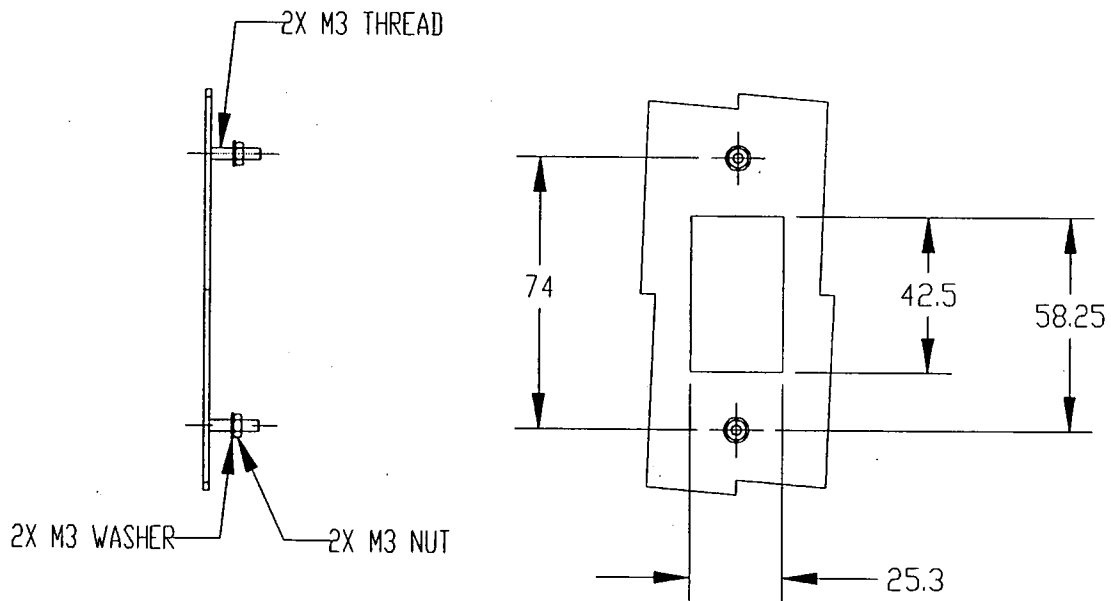 2X M3 THREAD
74
42.5
58.25
2X M3 WASHER
2X M3 NUT
25.3